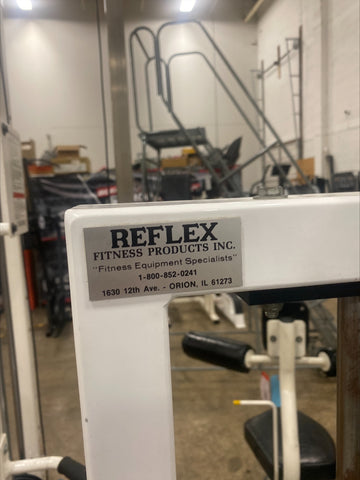 REFLEX
FITNESS PRODUCTS INC.
"Fitness Equipment Specialists"
1-800-852-0241
1630 12th Ave. - ORION, IL 61273